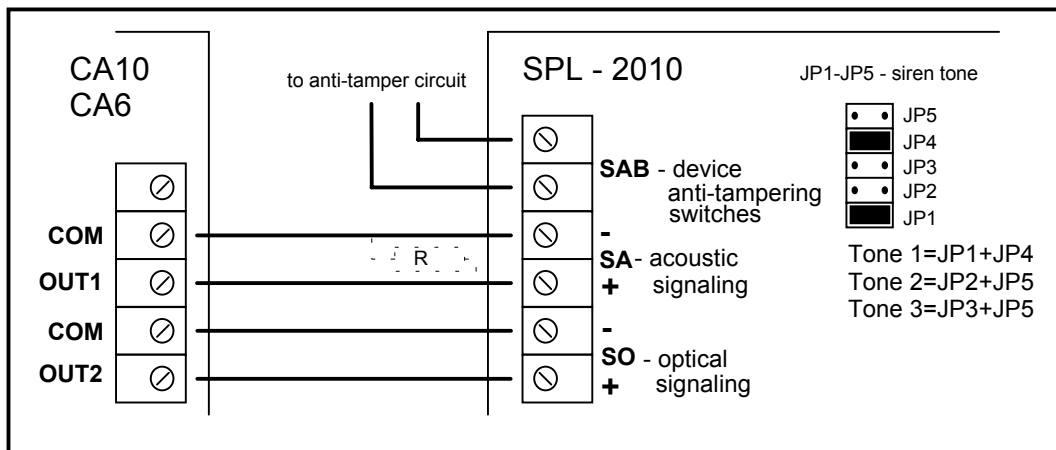 CA10
CA6
to anti-tamper circuit
SPL - 2010
JP1-JP5 - siren tone
JP5
JP4
JP3
JP2
JP1
SAB - device
anti-tampering
switches
COM
-
R
SA - acoustic
OUT1
+ signaling
COM
-
SO - optical
OUT2
+ signaling
Tone 1=JP1+JP4
Tone 2=JP2+JP5
Tone 3=JP3+JP5